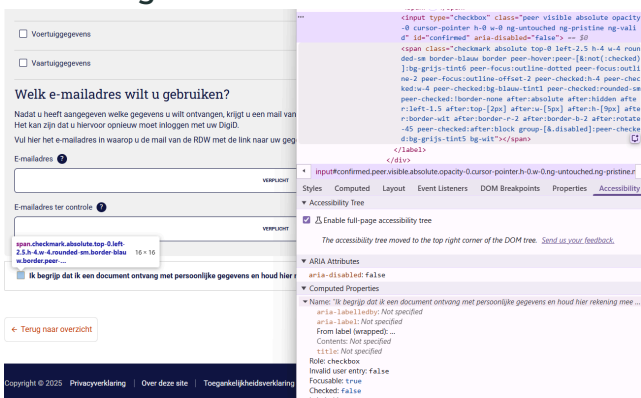 Voertuiggegevens
Vaartuiggegevens
Welk e-mailadres wilt u gebruiken?
Nadat u heeft aangegeven welke gegevens u wilt ontvangen, krijgt u een mail van
Het kan zijn dat u hiervoor opnieuw moet inloggen met uw DigiD.
Vul hier het e-mailadres in waarop u de mail van de RDW met de link naar uw geg
E-mailadres ?
VERPLICHT
E-mailadres ter controle ?
VERPLICHT
span.checkmark.absolute.top-0.left-
2.5.h-4.w-4.rounded-sm.border-blau
w.border.peer-... 16 × 16
Ik begrijp dat ik een document ontvang met persoonlijke gegevens en houd hier r
← Terug naar overzicht
Copyright © 2025 Privacyverklaring | Over deze site | Toegankelijkheidsverklaring
<input type="checkbox" class="peer visible absolute opacity
-0 cursor-pointer h-0 w-0 ng-untouched ng-pristine ng-vali
d" id="confirmed" aria-disabled="false"> == $0
<span class="checkmark absolute top-0 left-2.5 h-4 w-4 roun
ded-sm border-blauw border peer-hover:peer-[&:not(:checked)
]:bg-grijs-tint6 peer-focus:outline-dotted peer-focus:outli
ne-2 peer-focus:outline-offset-2 peer-checked:h-4 peer-chec
ked:w-4 peer-checked:bg-blauw-tint1 peer-checked:rounded-sm
peer-checked:!border-none after:absolute after:hidden afte
r:left-1.5 after:top-[2px] after:w-[5px] after:h-[9px] afte
r:border-wit after:border-r-2 after:border-b-2 after:rotate
-45 peer-checked:after:block group-[&.disabled]:peer-checke
d:bg-grijs-tint5 bg-wit"></span>
</label>
</div>
input#confirmed.peer.visible.absolute.opacity-0.cursor-pointer.h-0.w-0.ng-untouched.ng-pristine.n
Styles Computed Layout Event Listeners DOM Breakpoints Properties Accessibility
Accessibility Tree
Enable full-page accessibility tree
The accessibility tree moved to the top right corner of the DOM tree. Send us your feedback.
ARIA Attributes
aria-disabled: false
Computed Properties
Name: "Ik begrijp dat ik een document ontvang met persoonlijke gegevens en houd hier rekening mee ...
aria-labelledby: Not specified
aria-label: Not specified
From label (wrapped): ...
Contents: Not specified
title: Not specified
Role: checkbox
Invalid user entry: false
Focusable: true
Checked: false